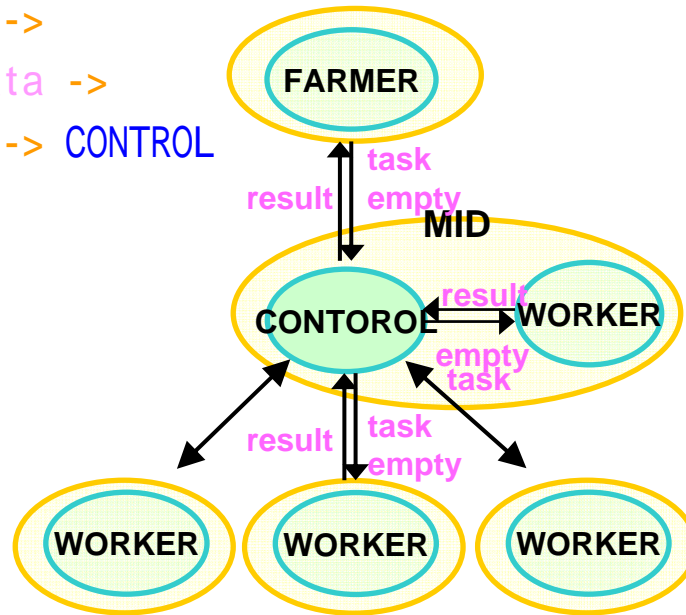 ->
ta ->
-> CONTROL
FARMER
task
result empty
MID
result
CONTOROL WORKER
empty
task
result task
empty
WORKER WORKER WORKER